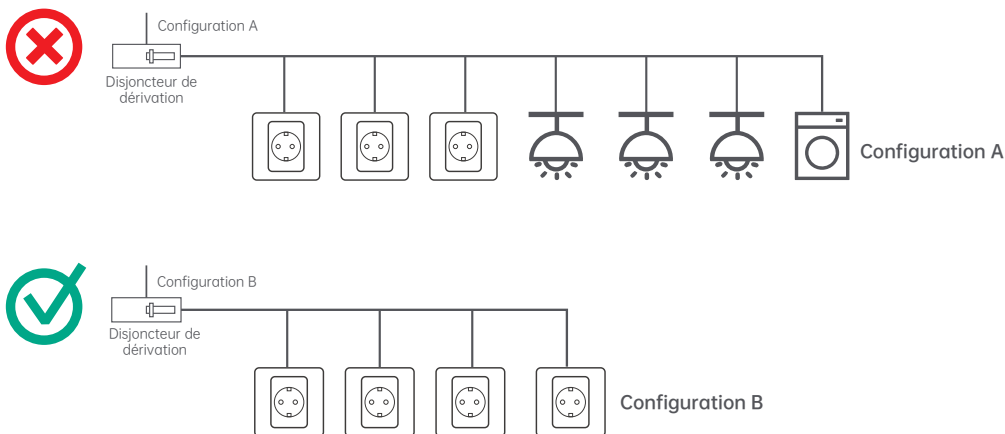 Configuration A
Disjoncteur de
dérivation
Configuration A
Configuration B
Disjoncteur de
dérivation
Configuration B